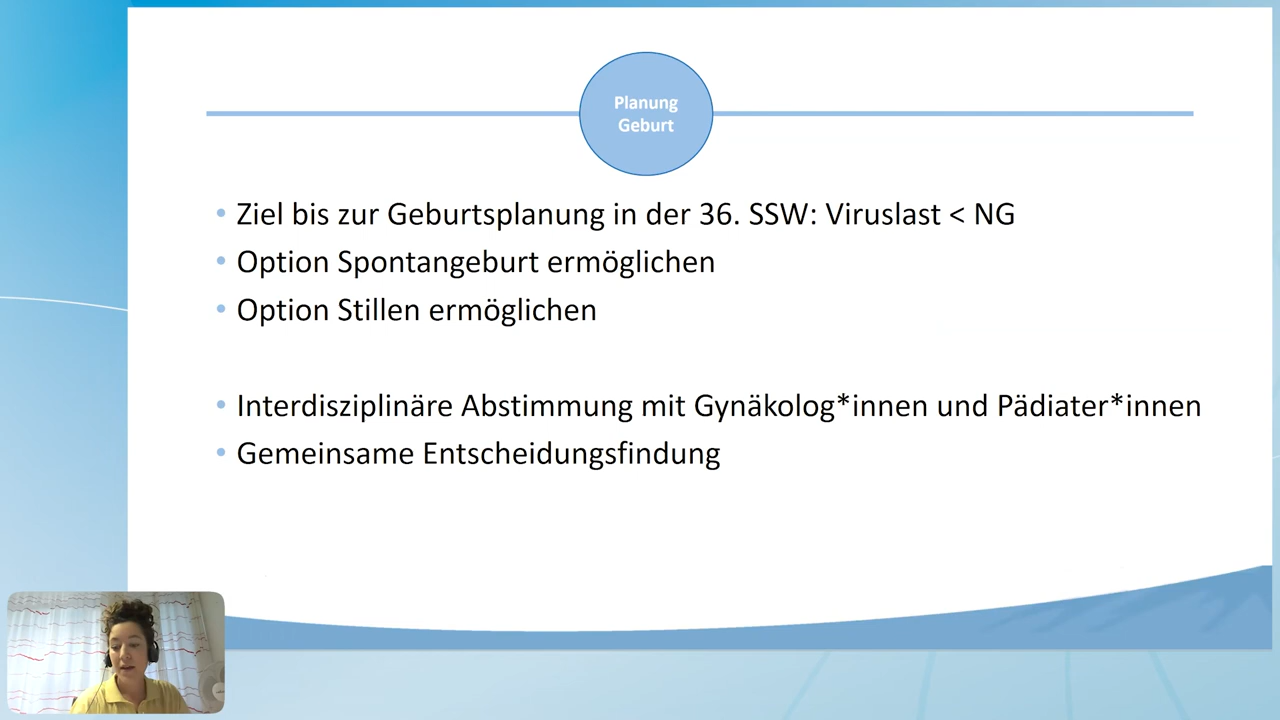 Planung
Geburt
• Ziel bis zur Geburtsplanung in der 36. SSW: Viruslast < NG
• Option Spontangeburt ermöglichen
• Option Stillen ermöglichen
• Interdisziplinäre Abstimmung mit Gynäkolog*innen und Pädiater*innen
• Gemeinsame Entscheidungsfindung